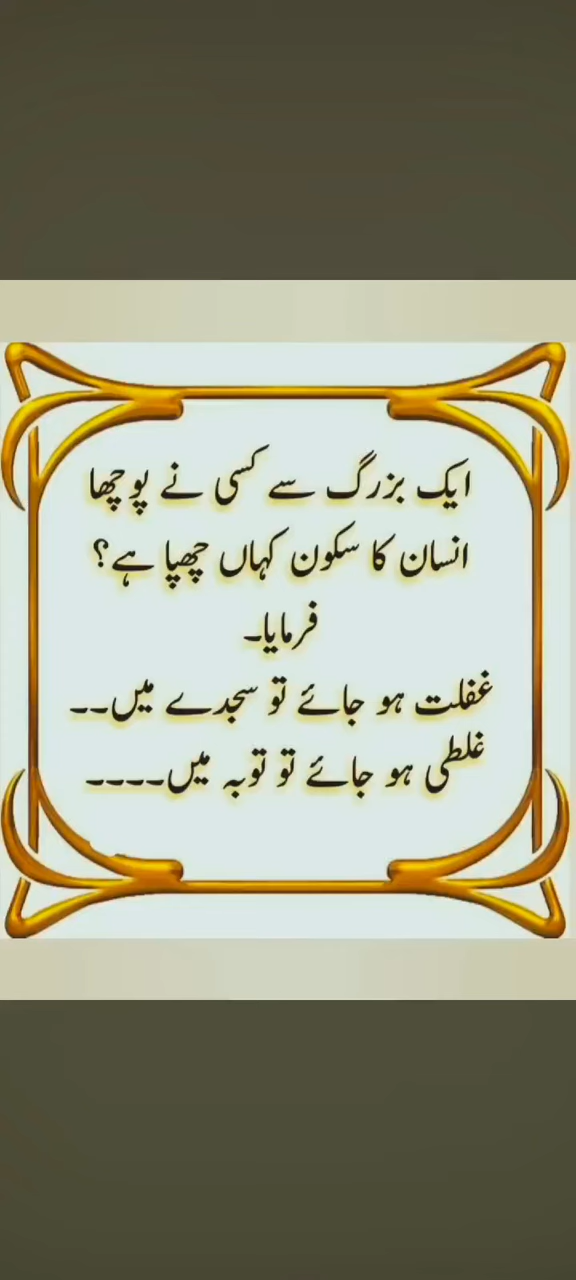 ایک بزرگ سے کسی نے پوچھا
انسان کا سکون کہاں چھپا ہے؟
فرمایا۔
غفلت ہو جائے تو سجدے میں۔۔
غلطی ہو جائے تو توبہ میں۔۔۔۔